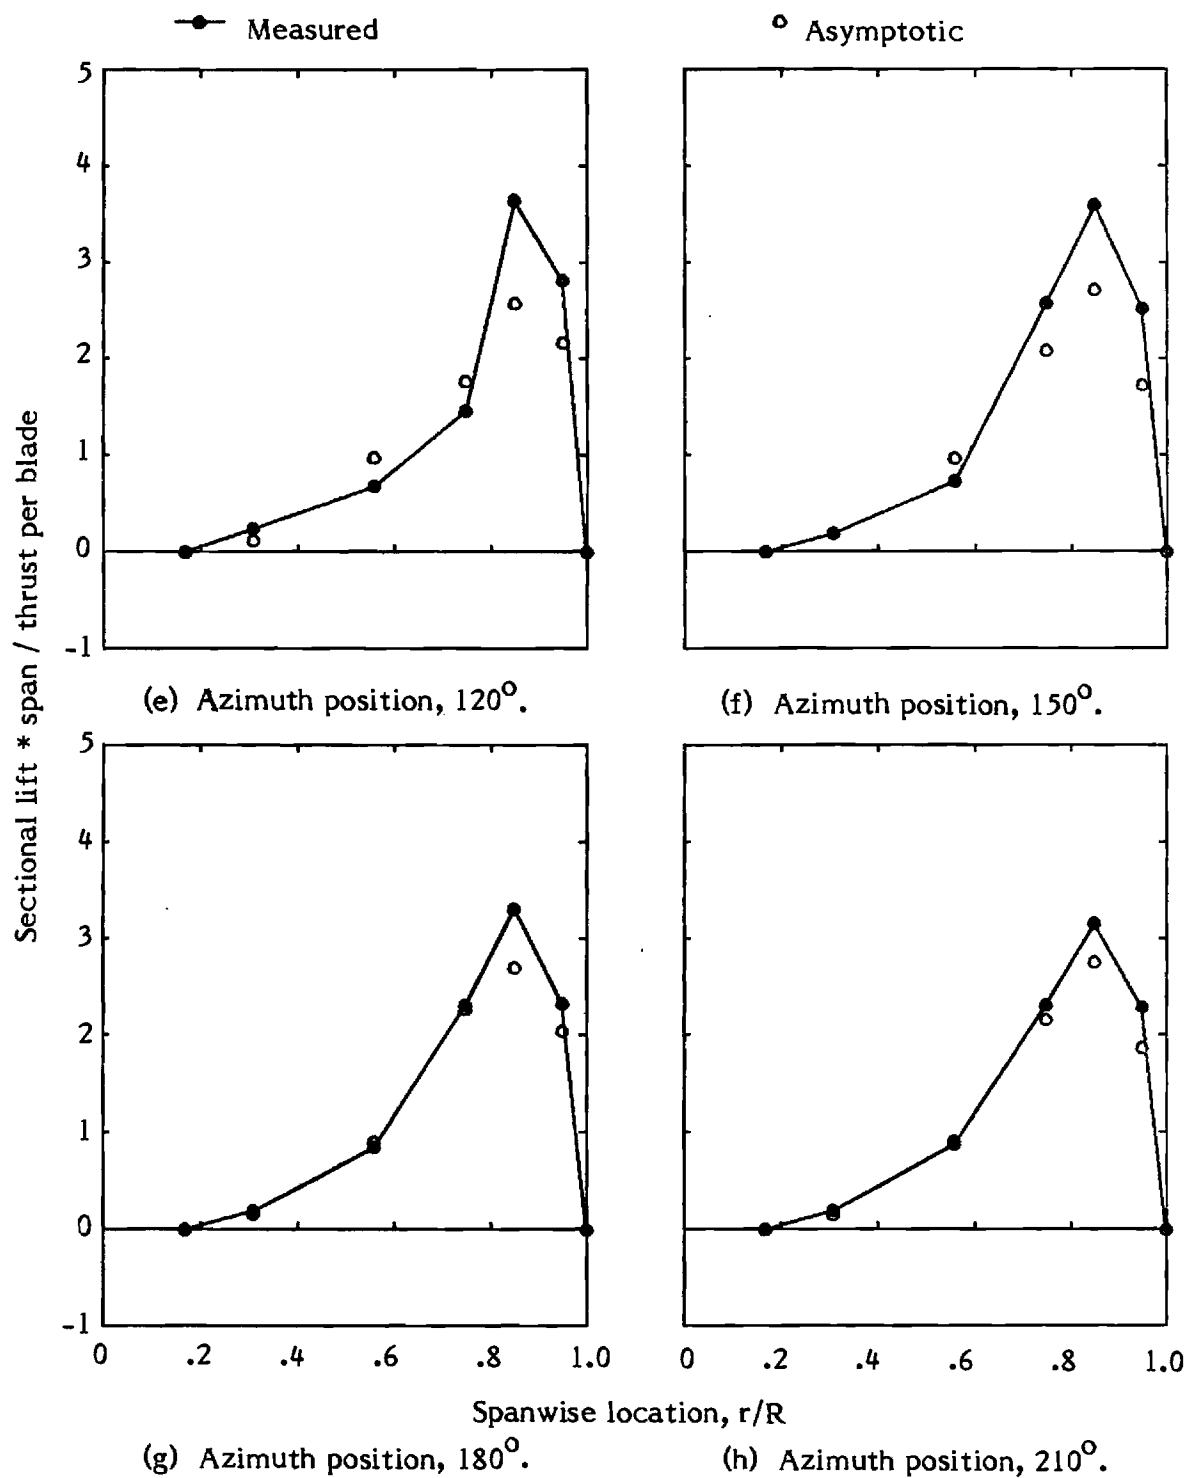 Measured
Asymptotic
Sectional lift * span / thrust per blade
5
4
3
2
1
0
-1
(e) Azimuth position, 120°.
(f) Azimuth position, 150°.
5
4
3
2
1
0
-1
0 .2 .4 .6 .8 1.0
0 .2 .4 .6 .8 1.0
Spanwise location, r/R
(g) Azimuth position, 180°.
(h) Azimuth position, 210°.